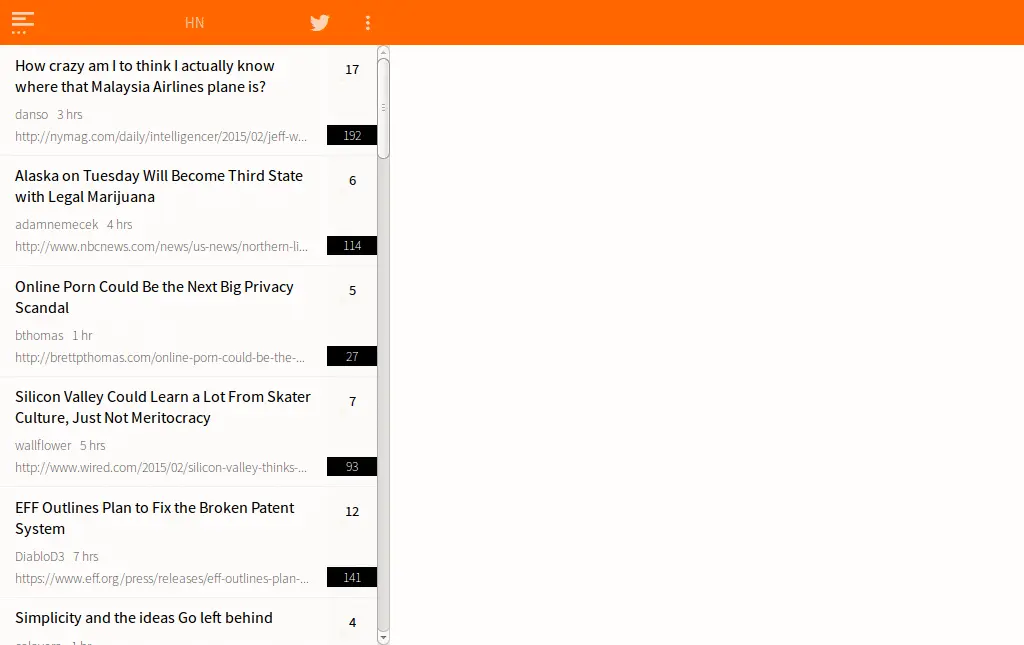 HN
How crazy am I to think I actually know
where that Malaysia Airlines plane is?
17
danso 3 hrs
http://nymag.com/daily/intelligencer/2015/02/jeff-w...
192
Alaska on Tuesday Will Become Third State
with Legal Marijuana
6
adamnemecek 4 hrs
http://www.nbcnews.com/news/us-news/northern-li...
114
Online Porn Could Be the Next Big Privacy
Scandal
5
bthomas 1 hr
http://brettpthomas.com/online-porn-could-be-the-...
27
Silicon Valley Could Learn a Lot From Skater
Culture, Just Not Meritocracy
7
wallflower 5 hrs
http://www.wired.com/2015/02/silicon-valley-thinks-...
93
EFF Outlines Plan to Fix the Broken Patent
System
12
DiabloD3 7 hrs
https://www.eff.org/press/releases/eff-outlines-plan-...
141
Simplicity and the ideas Go left behind
4